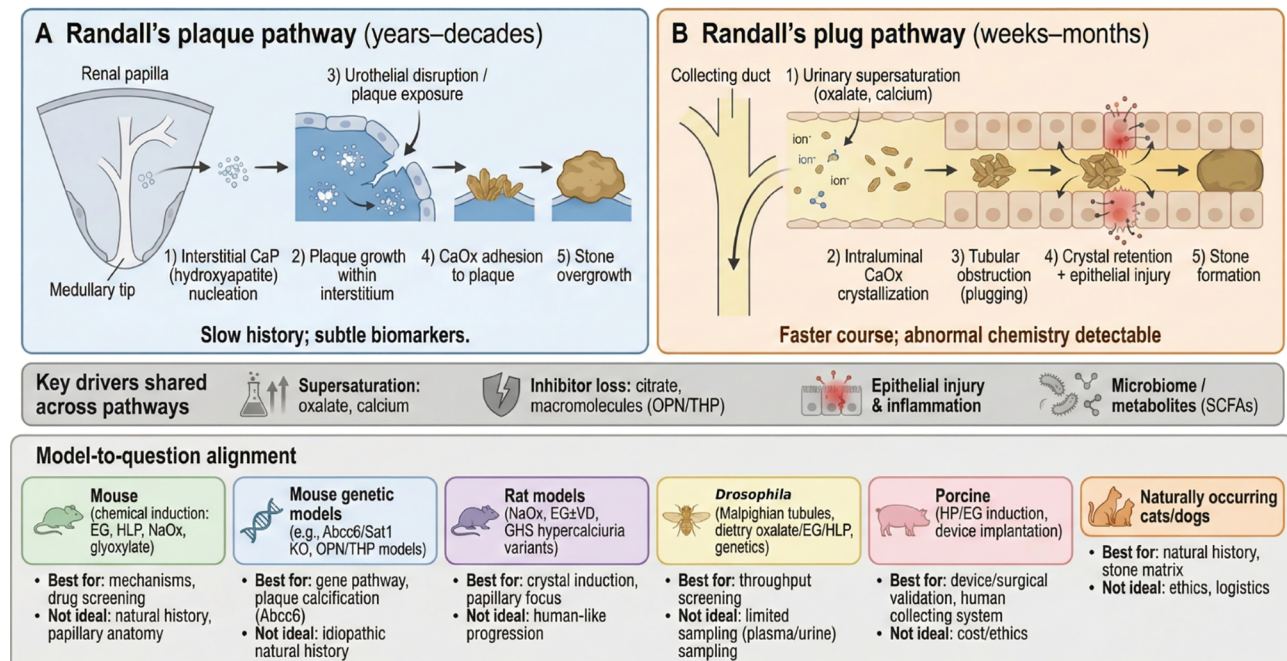 A Randall's plaque pathway (years–decades)
Renal papilla
3) Urothelial disruption /
plaque exposure
Medullary tip
1) Interstitial CaP
(hydroxyapatite)
nucleation
2) Plaque growth
within
interstitium
4) CaOx adhesion
to plaque
5) Stone
overgrowth
Slow history; subtle biomarkers.
B Randall's plug pathway (weeks–months)
Collecting duct
1) Urinary supersaturation
(oxalate, calcium)
ion⁻
ion⁻
ion⁻
2) Intraluminal
CaOx
crystallization
3) Tubular
obstruction
(plugging)
4) Crystal retention
+ epithelial injury
5) Stone
formation
Faster course; abnormal chemistry detectable
Key drivers shared
across pathways
Supersaturation:
oxalate, calcium
Inhibitor loss: citrate,
macromolecules (OPN/THP)
Epithelial injury
& inflammation
Microbiome /
metabolites (SCFAs)
Model-to-question alignment
Mouse
(chemical induction:
EG, HLP, NaOx,
glyoxylate)
• Best for: mechanisms,
drug screening
• Not ideal: natural history,
papillary anatomy
Mouse genetic
models
(e.g., Abcc6/Sat1
KO, OPN/THP models)
• Best for: gene pathway,
plaque calcification
(Abcc6)
• Not ideal: idiopathic
natural history
Rat models
(NaOx, EG±VD,
GHS hypercalciuria
variants)
• Best for: crystal induction,
papillary focus
• Not ideal: human-like
progression
Drosophila
(Malpighian tubules,
dietry oxalate/EG/HLP,
genetics)
• Best for: throughput
screening
• Not ideal: limited
sampling (plasma/urine)
sampling
Porcine
(HP/EG induction,
device implantation)
• Best for: device/surgical
validation, human
collecting system
• Not ideal: cost/ethics
Naturally occurring
cats/dogs
• Best for: natural history,
stone matrix
• Not ideal: ethics, logistics